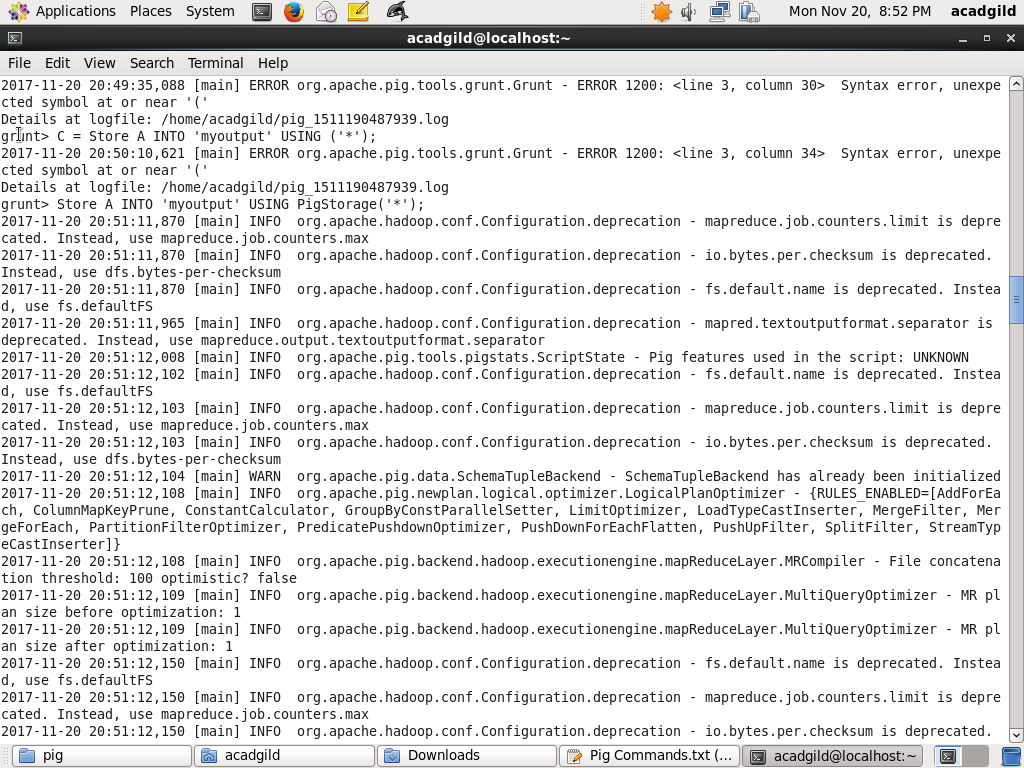 Applications Places System Mon Nov 20, 8:52 PM acadgild
acadgild@localhost:~
File Edit View Search Terminal Help
2017-11-20 20:49:35,088 [main] ERROR org.apache.pig.tools.grunt.Grunt - ERROR 1200: <line 3, column 30>  Syntax error, unexpe
cted symbol at or near '('
Details at logfile: /home/acadgild/pig_1511190487939.log
grunt> C = Store A INTO 'myoutput' USING ('*');
2017-11-20 20:50:10,621 [main] ERROR org.apache.pig.tools.grunt.Grunt - ERROR 1200: <line 3, column 34>  Syntax error, unexpe
cted symbol at or near '('
Details at logfile: /home/acadgild/pig_1511190487939.log
grunt> Store A INTO 'myoutput' USING PigStorage('*');
2017-11-20 20:51:11,870 [main] INFO  org.apache.hadoop.conf.Configuration.deprecation - mapreduce.job.counters.limit is depre
cated. Instead, use mapreduce.job.counters.max
2017-11-20 20:51:11,870 [main] INFO  org.apache.hadoop.conf.Configuration.deprecation - io.bytes.per.checksum is deprecated.
Instead, use dfs.bytes-per-checksum
2017-11-20 20:51:11,870 [main] INFO  org.apache.hadoop.conf.Configuration.deprecation - fs.default.name is deprecated. Instea
d, use fs.defaultFS
2017-11-20 20:51:11,965 [main] INFO  org.apache.hadoop.conf.Configuration.deprecation - mapred.textoutputformat.separator is
deprecated. Instead, use mapreduce.output.textoutputformat.separator
2017-11-20 20:51:12,008 [main] INFO  org.apache.pig.tools.pigstats.ScriptState - Pig features used in the script: UNKNOWN
2017-11-20 20:51:12,102 [main] INFO  org.apache.hadoop.conf.Configuration.deprecation - fs.default.name is deprecated. Instea
d, use fs.defaultFS
2017-11-20 20:51:12,103 [main] INFO  org.apache.hadoop.conf.Configuration.deprecation - mapreduce.job.counters.limit is depre
cated. Instead, use mapreduce.job.counters.max
2017-11-20 20:51:12,103 [main] INFO  org.apache.hadoop.conf.Configuration.deprecation - io.bytes.per.checksum is deprecated.
Instead, use dfs.bytes-per-checksum
2017-11-20 20:51:12,104 [main] WARN  org.apache.pig.data.SchemaTupleBackend - SchemaTupleBackend has already been initialized
2017-11-20 20:51:12,108 [main] INFO  org.apache.pig.newplan.logical.optimizer.LogicalPlanOptimizer - {RULES_ENABLED=[AddForEa
ch, ColumnMapKeyPrune, ConstantCalculator, GroupByConstParallelSetter, LimitOptimizer, LoadTypeCastInserter, MergeFilter, Mer
geForEach, PartitionFilterOptimizer, PredicatePushdownOptimizer, PushDownForEachFlatten, PushUpFilter, SplitFilter, StreamTyp
eCastInserter]}
2017-11-20 20:51:12,108 [main] INFO  org.apache.pig.backend.hadoop.executionengine.mapReduceLayer.MRCompiler - File concatena
tion threshold: 100 optimistic? false
2017-11-20 20:51:12,109 [main] INFO  org.apache.pig.backend.hadoop.executionengine.mapReduceLayer.MultiQueryOptimizer - MR pl
an size before optimization: 1
2017-11-20 20:51:12,109 [main] INFO  org.apache.pig.backend.hadoop.executionengine.mapReduceLayer.MultiQueryOptimizer - MR pl
an size after optimization: 1
2017-11-20 20:51:12,150 [main] INFO  org.apache.hadoop.conf.Configuration.deprecation - fs.default.name is deprecated. Instea
d, use fs.defaultFS
2017-11-20 20:51:12,150 [main] INFO  org.apache.hadoop.conf.Configuration.deprecation - mapreduce.job.counters.limit is depre
cated. Instead, use mapreduce.job.counters.max
2017-11-20 20:51:12,150 [main] INFO  org.apache.hadoop.conf.Configuration.deprecation - io.bytes.per.checksum is deprecated.
pig acadgild Downloads Pig Commands.txt (... acadgild@localhost:~